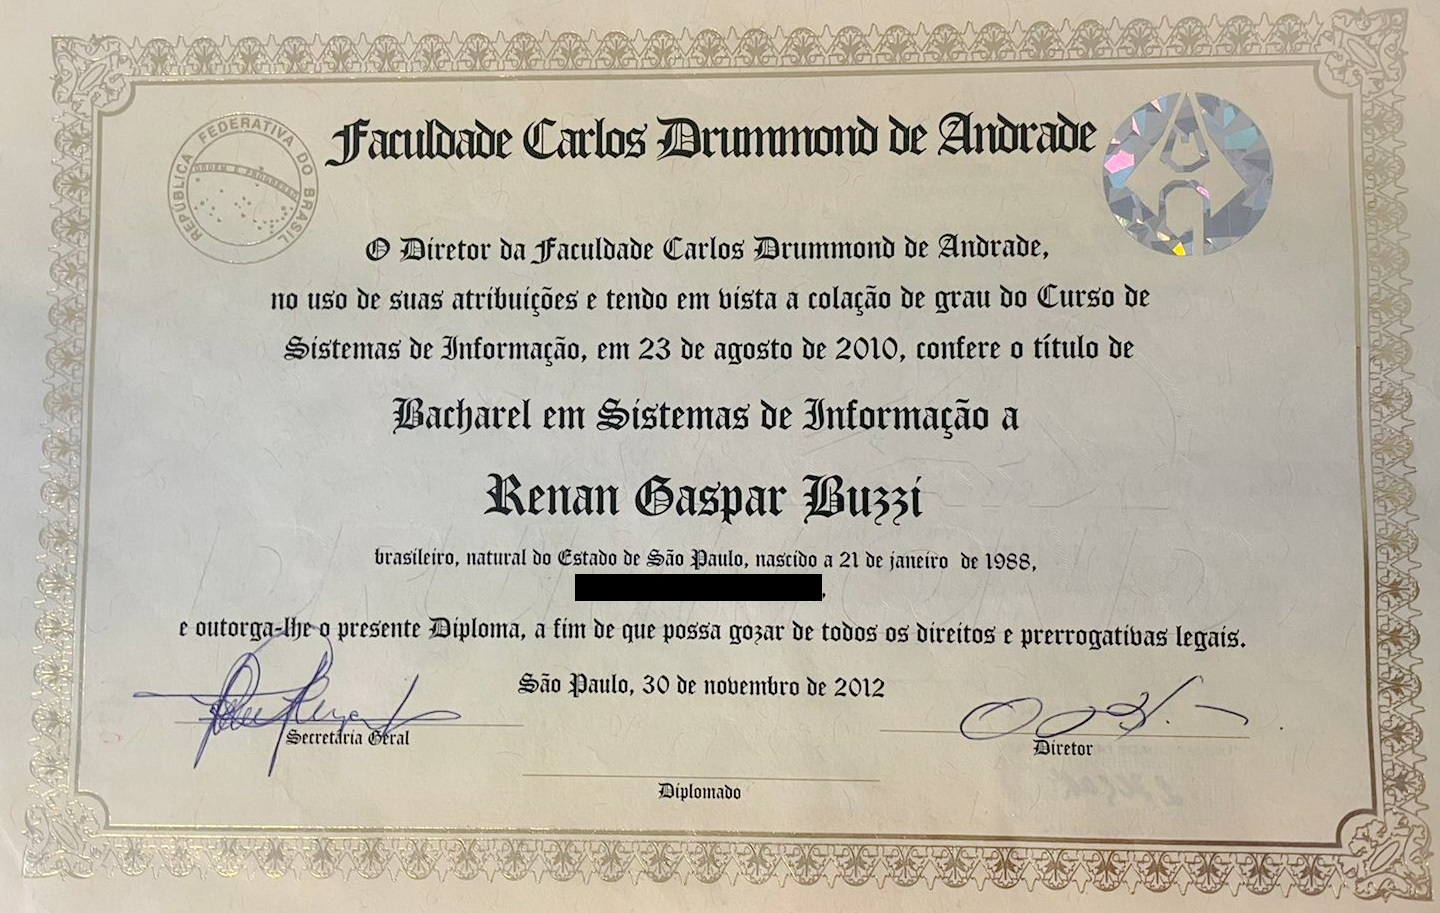 REPÚBLICA FEDERATIVA DO BRASIL
ORDEM E PROGRESSO
Faculdade Carlos Drummond de Andrade
O Diretor da Faculdade Carlos Drummond de Andrade,
no uso de suas atribuições e tendo em vista a colação de grau do Curso de
Sistemas de Informação, em 23 de agosto de 2010, confere o título de
Bacharel em Sistemas de Informação a
Renan Gaspar Buzzi
brasileiro, natural do Estado de São Paulo, nascido a 21 de janeiro de 1988,
,
e outorga-lhe o presente Diploma, a fim de que possa gozar de todos os direitos e prerrogativas legais.
São Paulo, 30 de novembro de 2012
Secretária Geral
Diretor
Diplomado